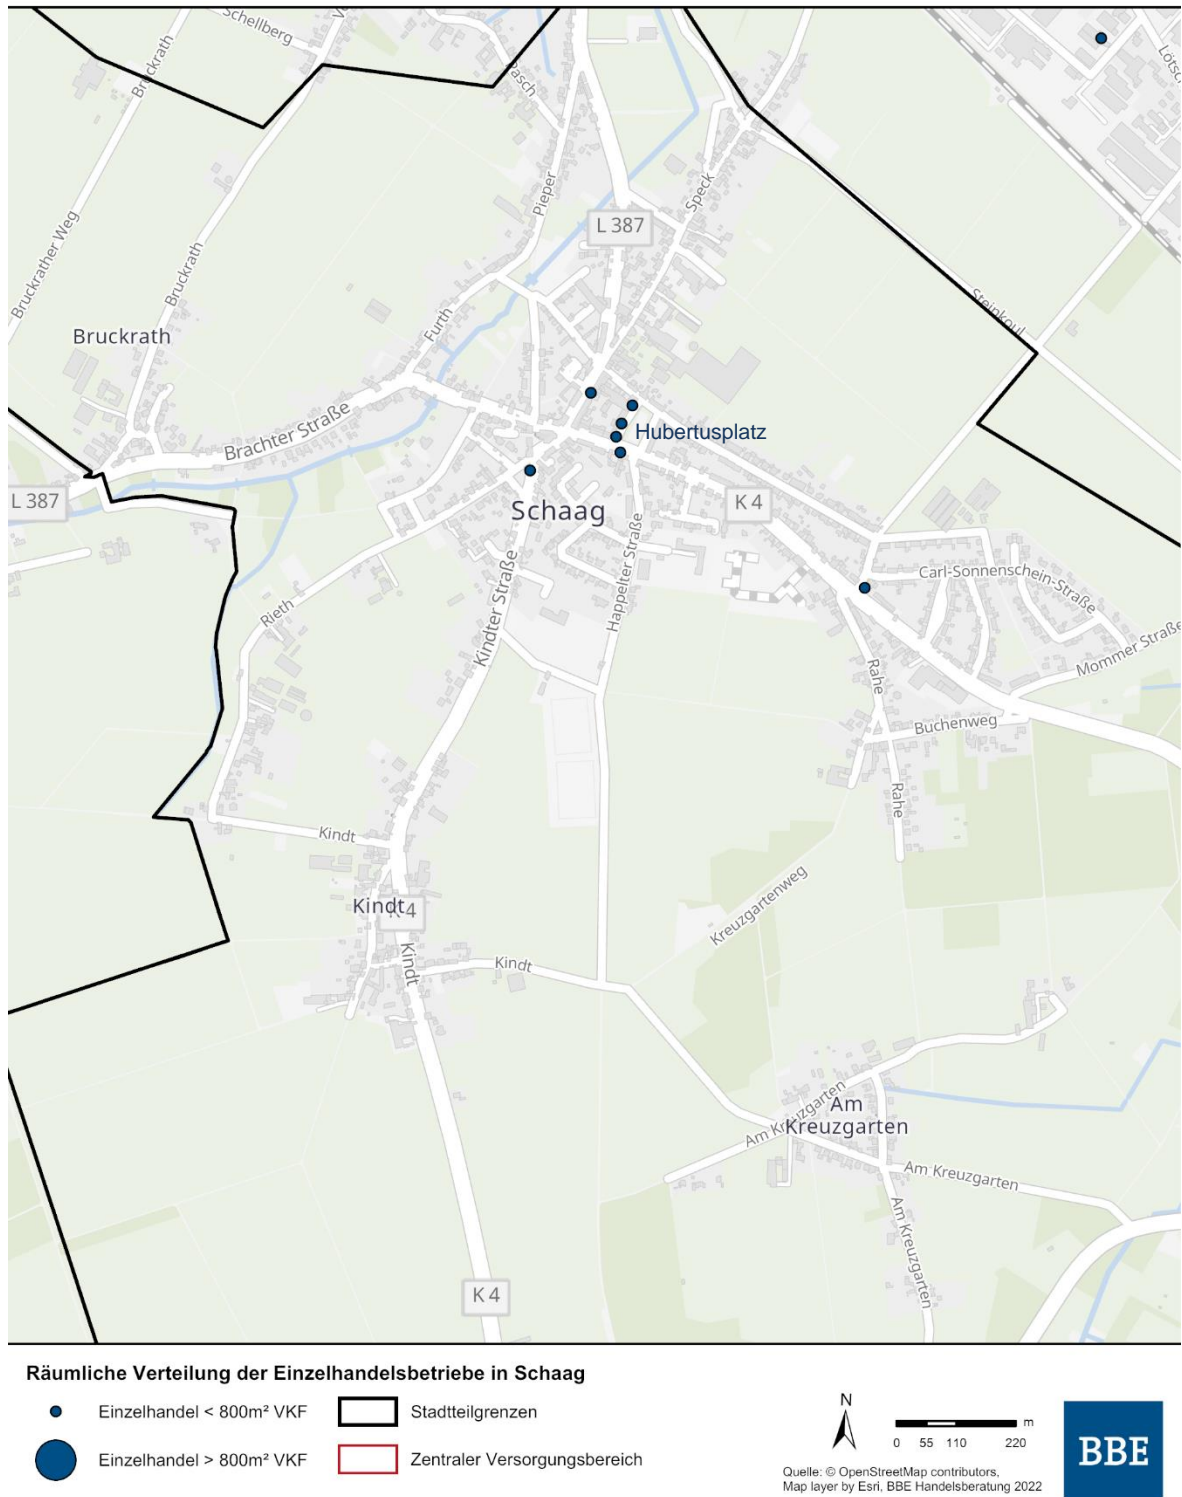 Schellberg
Bruckrath
Pasch
Lötsch
Pieper
Speck
L 387
Bruckrather Weg
Bruckrath
Steinkoul
Furth
Bruckrath
Brachter Straße
Hubertusplatz
L 387
Schaag
K 4
Happelter Straße
Carl-Sonnenschein-Straße
Rieth
Kindter Straße
Mommer Straße
Rahe
Buchenweg
Rahe
Kindt
Kreuzgartenweg
Kindt
K 4
Kindt
Kindt
Am Kreuzgarten
Am
Kreuzgarten
Am Kreuzgarten
Am Kreuzgarten
K 4
Räumliche Verteilung der Einzelhandelsbetriebe in Schaag
Einzelhandel < 800m² VKF
Stadtteilgrenzen
Einzelhandel > 800m² VKF
Zentraler Versorgungsbereich
N
m
0 55 110 220
Quelle: © OpenStreetMap contributors,
Map layer by Esri, BBE Handelsberatung 2022
BBE